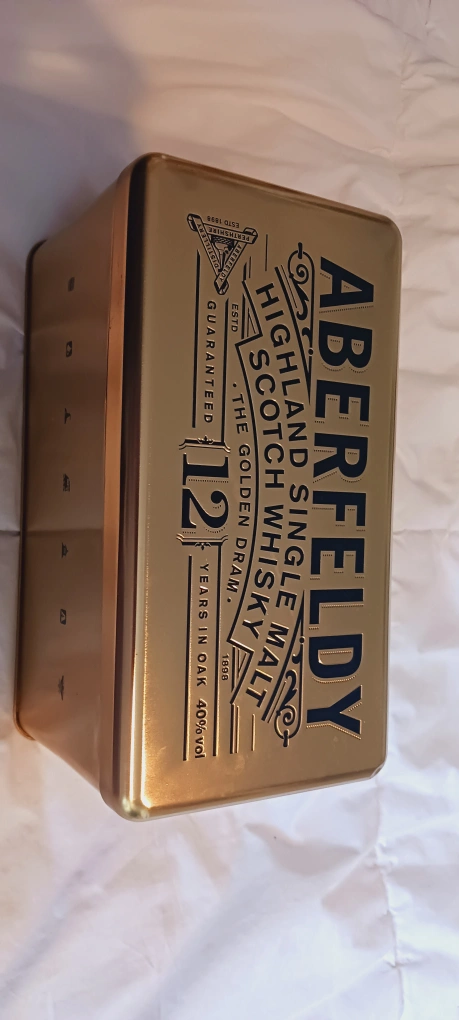 ABERFELDY
HIGHLAND SINGLE MALT
SCOTCH WHISKY
ESTD 1898
. THE GOLDEN DRAM .
GUARANTEED 12 YEARS IN OAK 40% vol
PERTHSHIRE
ESTD 1898